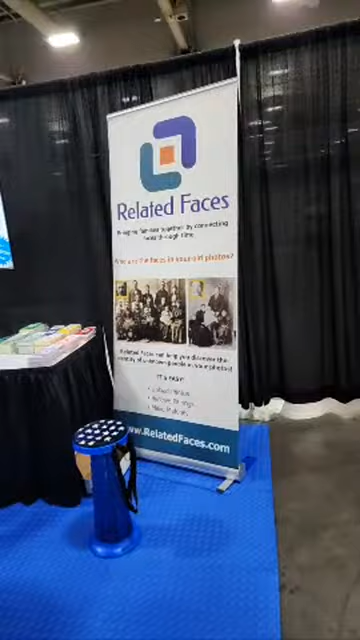 Related Faces
Bringing families together by connecting
faces through time
Who are the faces in your old photos?
Related Faces can help you discover the
identity of unknown people in your photos!
IT'S EASY!
www.RelatedFaces.com